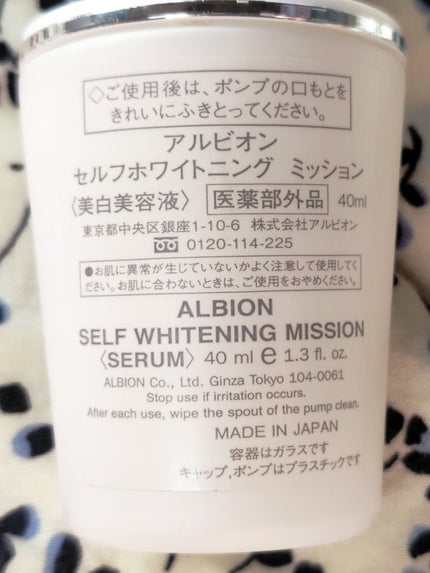 ◇ご使用後は、ポンプの口もとを
きれいにふきとってください。
アルビオン
セルフホワイトニング ミッション
〈美白美容液〉 医薬部外品 40ml
東京都中央区銀座1-10-6 株式会社アルビオン
0120-114-225
●お肌に異常が生じていないかよく注意して使用してく
ださい。お肌に合わないときは、ご使用をおやめください。
ALBION
SELF WHITENING MISSION
〈SERUM〉 40 ml e 1.3 fl. oz.
ALBION Co., Ltd. Ginza Tokyo 104-0061
Stop use if irritation occurs.
After each use, wipe the spout of the pump clean.
MADE IN JAPAN
容器はガラスです
キャップ、ポンプはプラスチックです